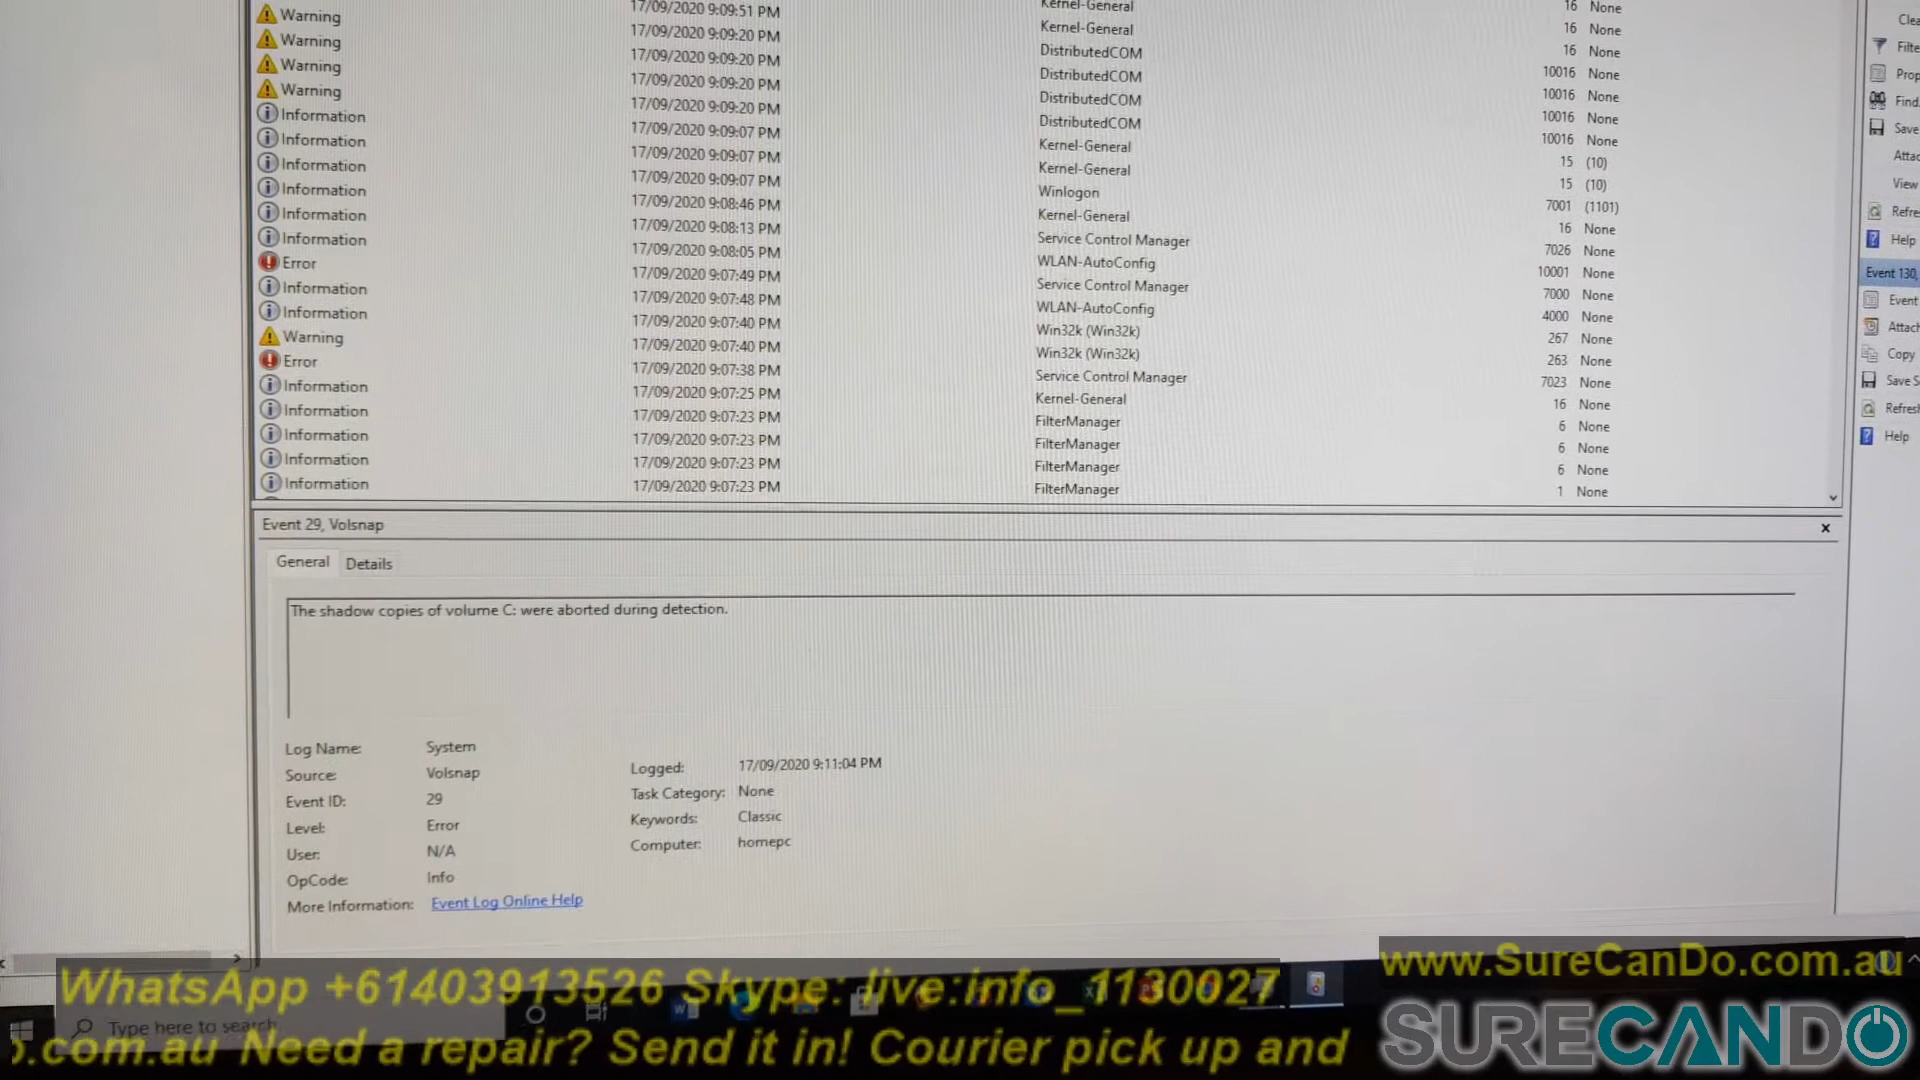 17/09/2020 9:09:51 PM Kernel-General 16 None
Warning 17/09/2020 9:09:20 PM Kernel-General 16 None
Warning 17/09/2020 9:09:20 PM DistributedCOM 16 None
Warning 17/09/2020 9:09:20 PM DistributedCOM 10016 None
Warning 17/09/2020 9:09:20 PM DistributedCOM 10016 None
Information 17/09/2020 9:09:07 PM DistributedCOM 10016 None
Information 17/09/2020 9:09:07 PM Kernel-General 10016 None
Information 17/09/2020 9:09:07 PM Kernel-General 15 (10)
Information 17/09/2020 9:08:46 PM Winlogon 15 (10)
Information 17/09/2020 9:08:13 PM Kernel-General 7001 (1101)
Information 17/09/2020 9:08:05 PM Service Control Manager 16 None
Error 17/09/2020 9:07:49 PM WLAN-AutoConfig 7026 None
Information 17/09/2020 9:07:48 PM Service Control Manager 10001 None
Information 17/09/2020 9:07:40 PM WLAN-AutoConfig 7000 None
Warning 17/09/2020 9:07:40 PM Win32k (Win32k) 4000 None
Error 17/09/2020 9:07:38 PM Win32k (Win32k) 267 None
Information 17/09/2020 9:07:25 PM Service Control Manager 263 None
Information 17/09/2020 9:07:23 PM Kernel-General 7023 None
Information 17/09/2020 9:07:23 PM FilterManager 16 None
Information 17/09/2020 9:07:23 PM FilterManager 6 None
Information 17/09/2020 9:07:23 PM FilterManager 6 None
FilterManager 6 None
1 None
Clea
Filte
Prop
Find.
Save
Attac
View
Refre
Help
Event 130,
Event
Attach
Copy
Save S
Refresh
Help
Event 29, Volsnap
General Details
The shadow copies of volume C: were aborted during detection.
Log Name: System
Source: Volsnap Logged: 17/09/2020 9:11:04 PM
Event ID: 29 Task Category: None
Level: Error Keywords: Classic
User: N/A Computer: homepc
OpCode: Info
More Information: Event Log Online Help
www.SureCanDo.com.au
WhatsApp +61403913526 Skype: live:info_1130027
Type here to search
o.com.au Need a repair? Send it in! Courier pick up and
SURECANDO